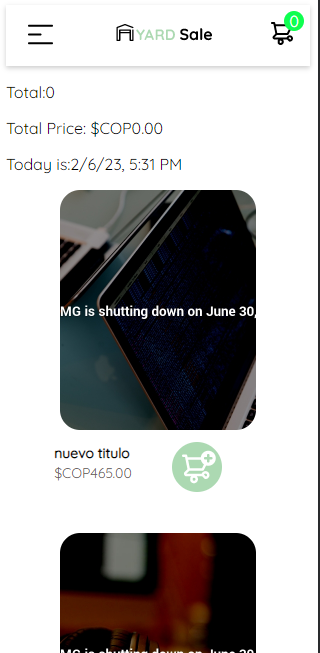 YARD Sale
0
Total:0
Total Price: $COP0.00
Today is:2/6/23, 5:31 PM
MG is shutting down on June 30,
nuevo titulo
$COP465.00
MG is shutting down on June 30,